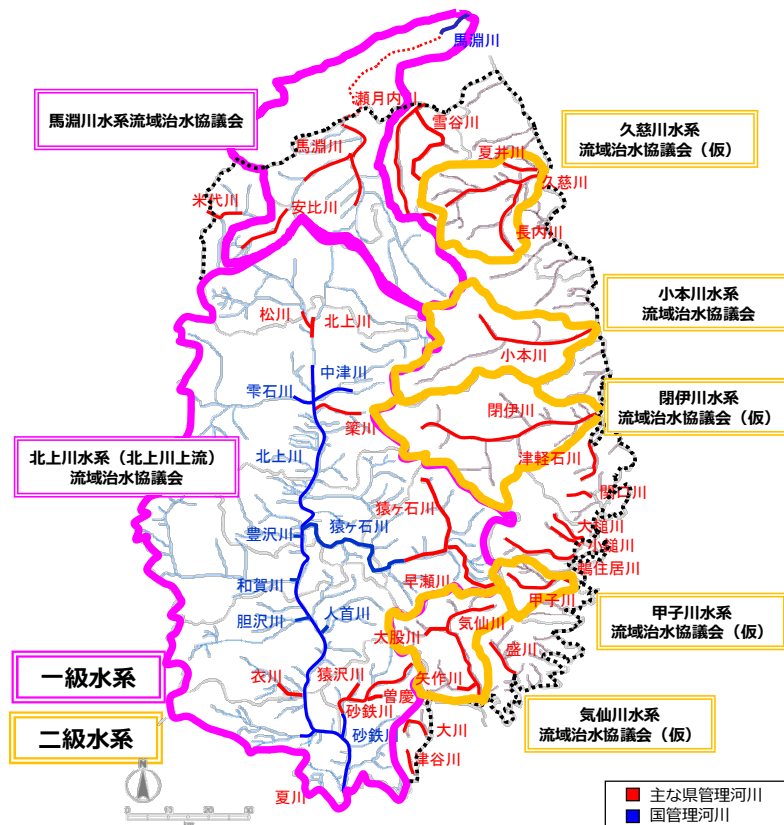 馬淵川
瀬月内川
馬淵川水系流域治水協議会
雪谷川
久慈川水系
流域治水協議会（仮）
馬淵川
夏井川
久慈川
米代川
安比川
長内川
小本川水系
流域治水協議会
松川
北上川
小本川
中津川
雫石川
閉伊川水系
流域治水協議会（仮）
閉伊川
簗川
北上川水系（北上川上流）
流域治水協議会
北上川
津軽石川
関口川
猿ヶ石川
猿ヶ石川
大槌川
豊沢川
小鎚川
鵜住居川
早瀬川
和賀川
甲子川
甲子川水系
流域治水協議会（仮）
胆沢川
人首川
気仙川
大股川
盛川
一級水系
衣川
猿沢川
矢作川
曽慶
砂鉄川
気仙川水系
流域治水協議会（仮）
二級水系
砂鉄川
大川
津谷川
N
夏川
0 10 20 30 50
km
主な県管理河川
国管理河川